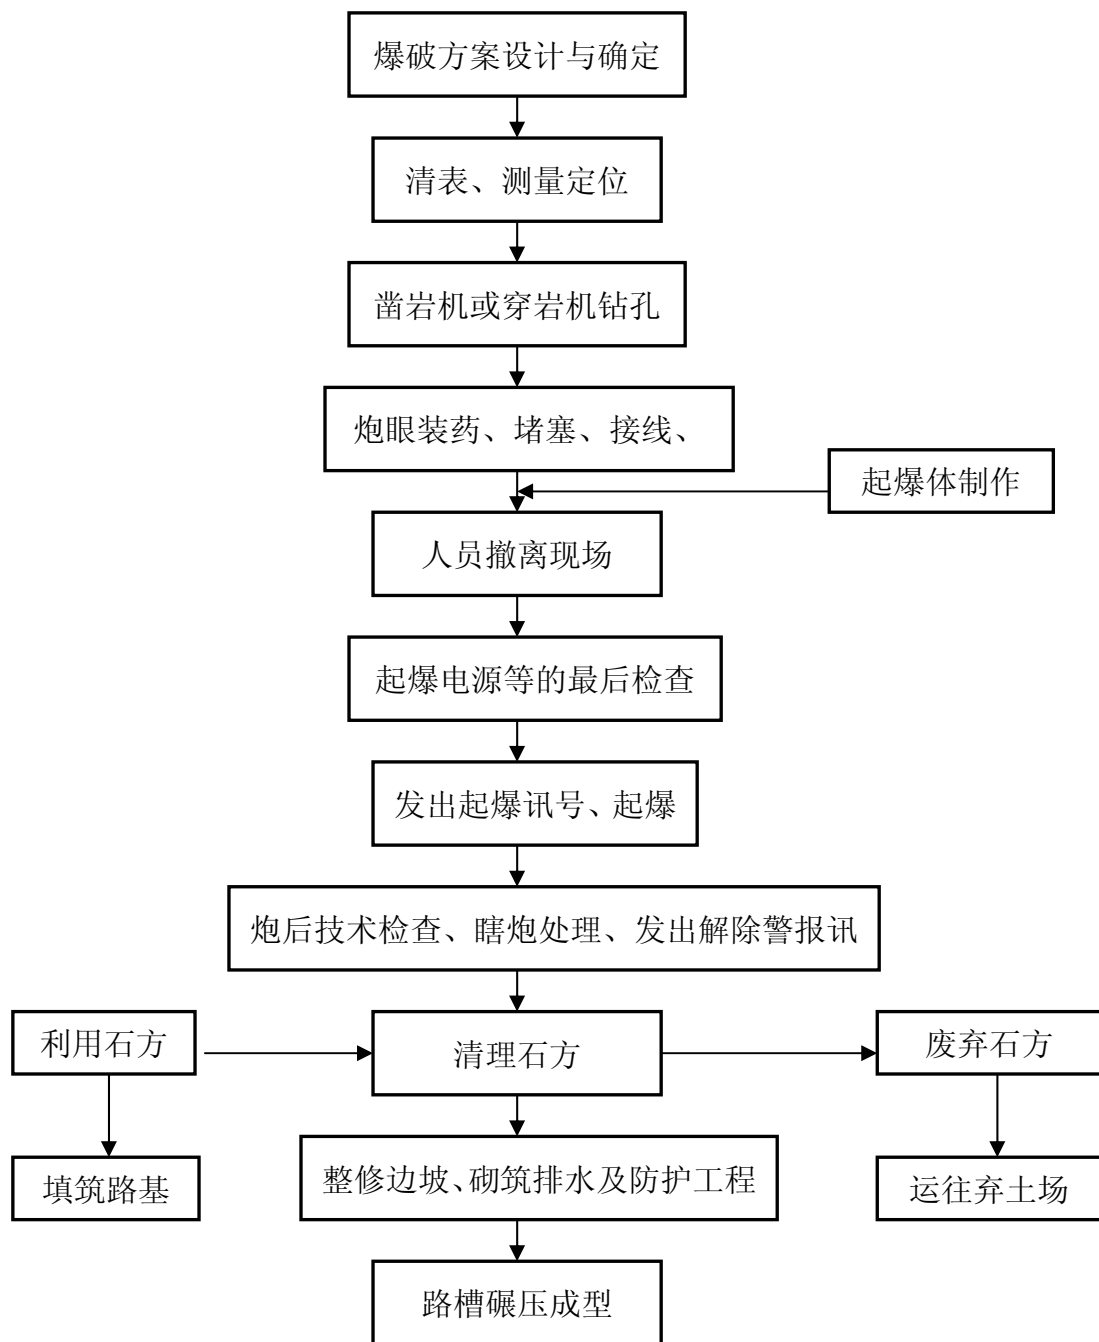 爆破方案设计与确定
清表、测量定位
凿岩机或穿岩机钻孔
炮眼装药、堵塞、接线、
起爆体制作
人员撤离现场
起爆电源等的最后检查
发出起爆讯号、起爆
炮后技术检查、瞎炮处理、发出解除警报讯
利用石方
清理石方
废弃石方
填筑路基
整修边坡、砌筑排水及防护工程
运往弃土场
路槽碾压成型